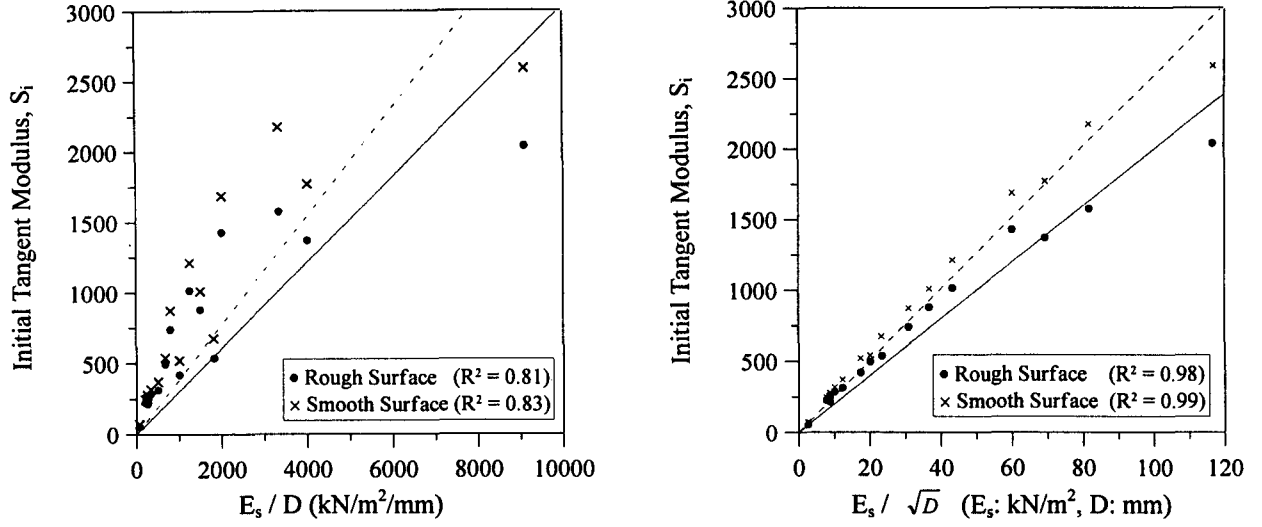 Initial Tangent Modulus, Sᵢ
3000
2500
2000
1500
1000
500
0
● Rough Surface (R² = 0.81)
× Smooth Surface (R² = 0.83)
0 2000 4000 6000 8000 10000
Eₛ / D (kN/m²/mm)
Initial Tangent Modulus, Sᵢ
3000
2500
2000
1500
1000
500
0
● Rough Surface (R² = 0.98)
× Smooth Surface (R² = 0.99)
0 20 40 60 80 100 120
Eₛ / √D (Eₛ: kN/m², D: mm)